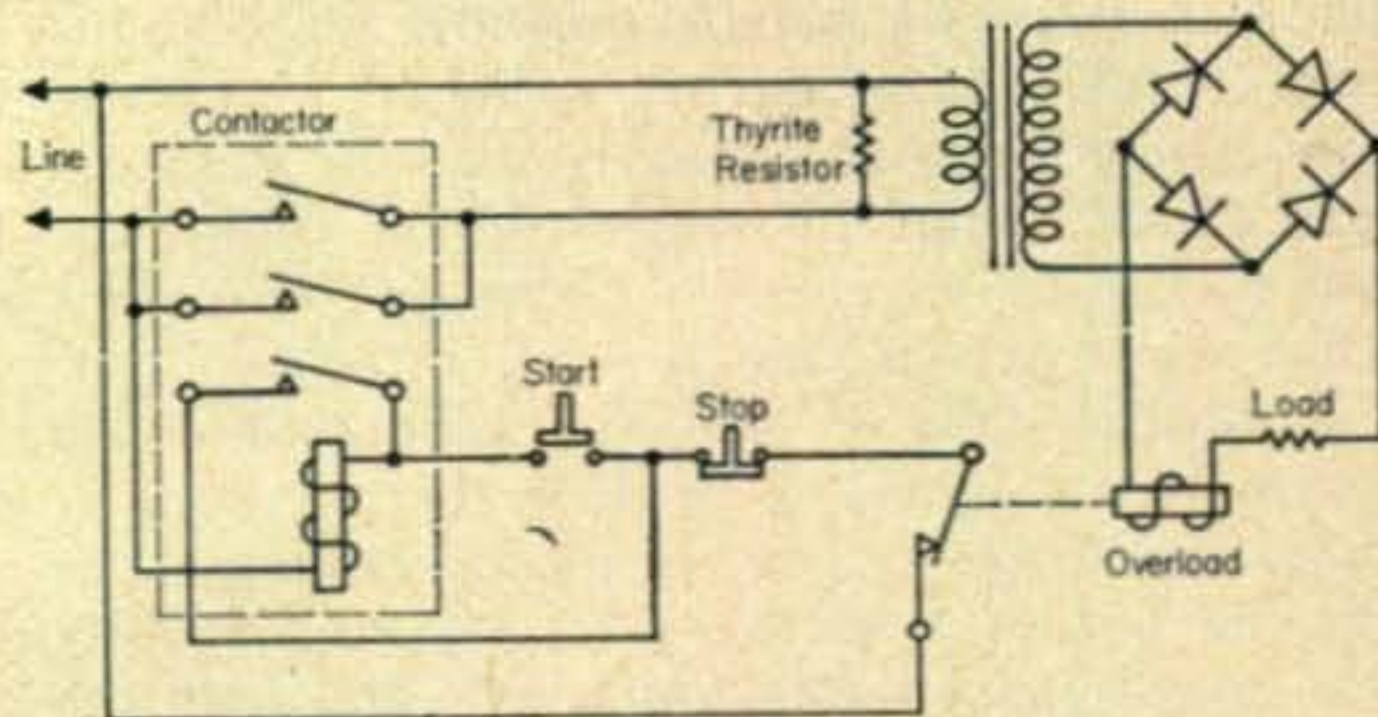 Contactor
Line
Thyrite
Resistor
Start
Stop
Load
Overload